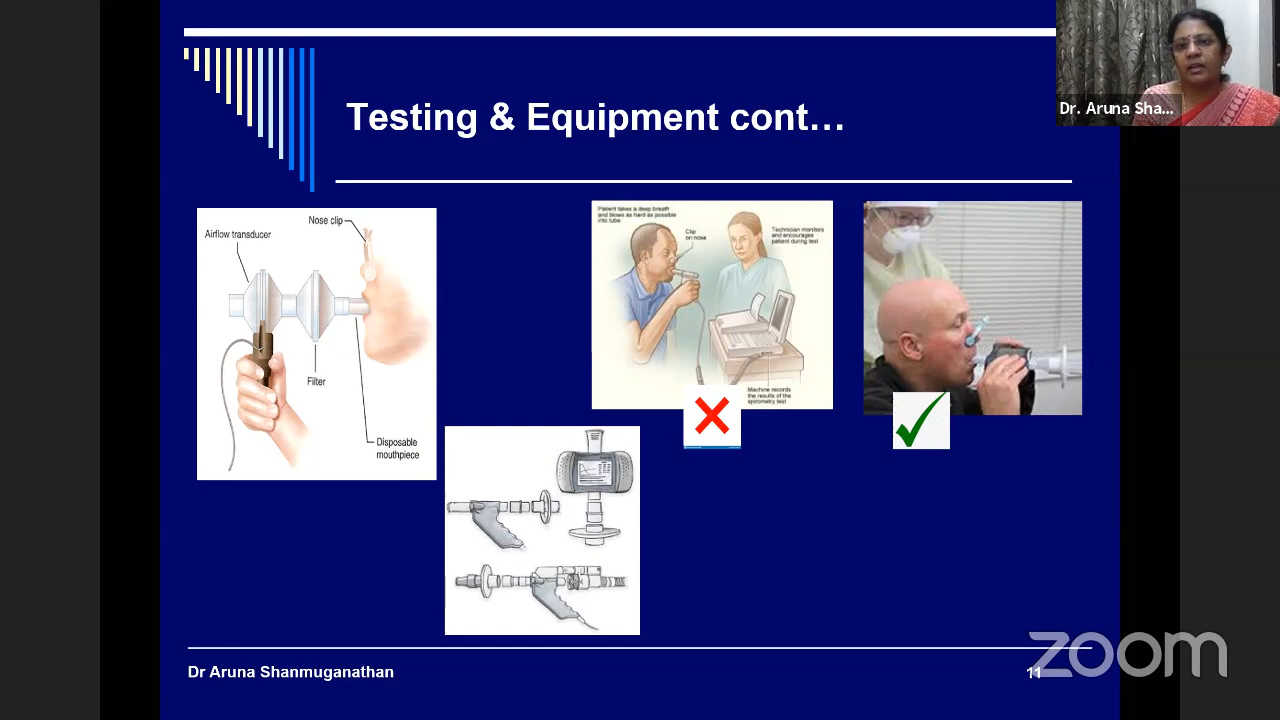 Testing & Equipment cont…
Dr. Aruna Sha...
Nose clip
Airflow transducer
Filter
Disposable
mouthpiece
Patient takes a deep breath
and blows as hard as possible
into tube
Clip
on nose
Technician monitors
and encourages
patient during test
Machine records
the results of the
spirometry test
Dr Aruna Shanmuganathan
11
zoom